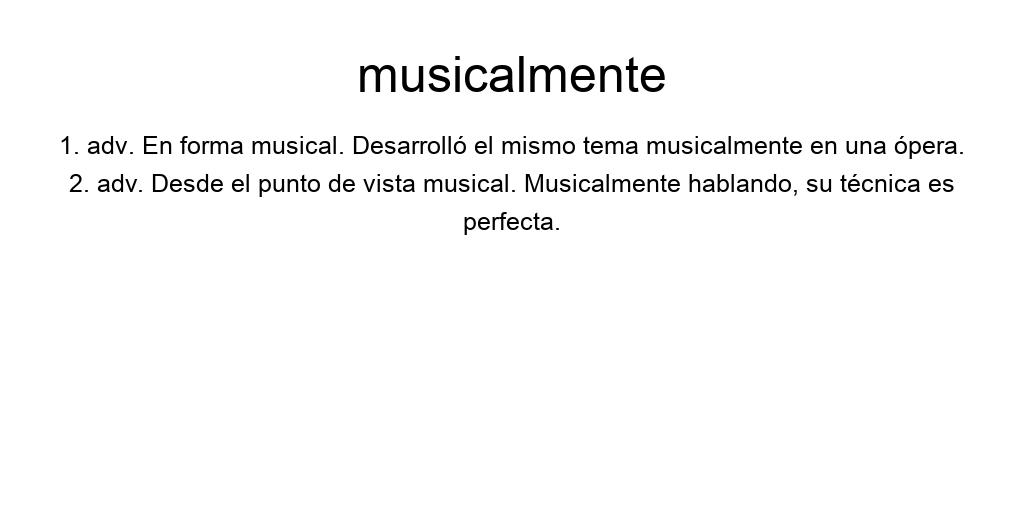 musicalmente
1. adv. En forma musical. Desarrolló el mismo tema musicalmente en una ópera.
2. adv. Desde el punto de vista musical. Musicalmente hablando, su técnica es
perfecta.